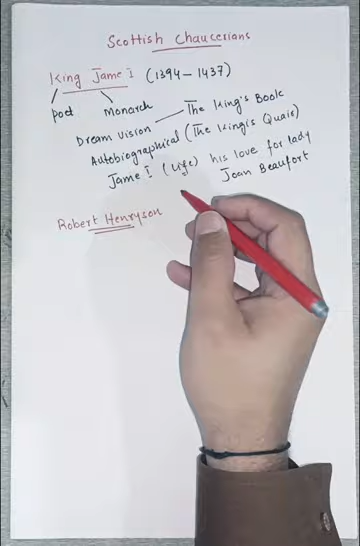 Scottish Chaucerians
King Jame I (1394-1437)
Poet Monarch
Dream Vision The King's Book
Autobiographical (The King's Quair)
Jame I (Life) his love for lady
Joan Beaufort
Robert Henryson